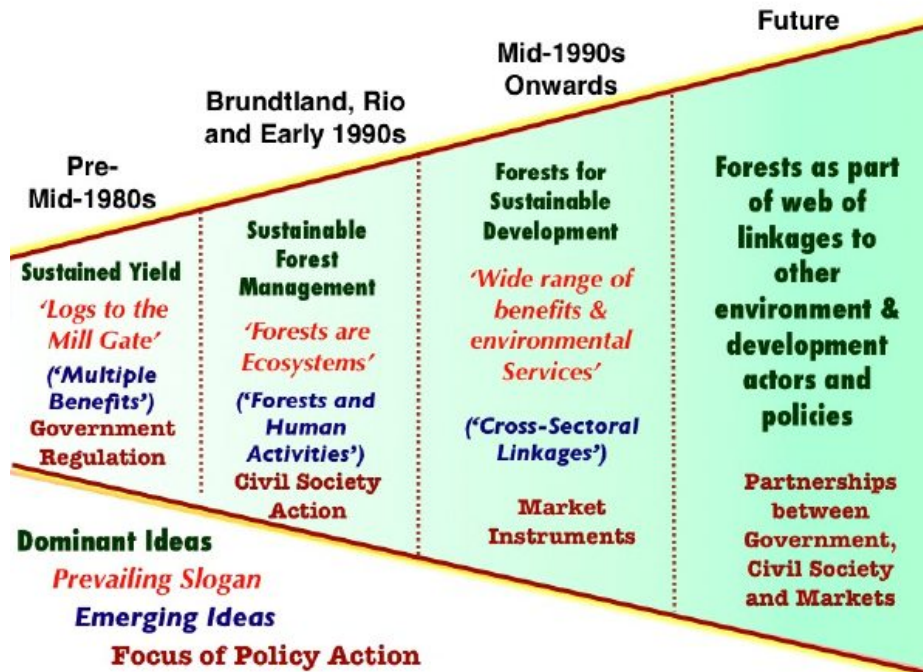 Pre-
Mid-1980s
Sustained Yield
‘Logs to the
Mill Gate’
(‘Multiple
Benefits’)
Government
Regulation
Brundtland, Rio
and Early 1990s
Sustainable
Forest
Management
‘Forests are
Ecosystems’
(‘Forests and
Human
Activities’)
Civil Society
Action
Mid-1990s
Onwards
Forests for
Sustainable
Development
‘Wide range of
benefits &
environmental
Services’
(‘Cross-Sectoral
Linkages’)
Market
Instruments
Future
Forests as part
of web of
linkages to
other
environment &
development
actors and
policies
Partnerships
between
Government,
Civil Society
and Markets
Dominant Ideas
Prevailing Slogan
Emerging Ideas
Focus of Policy Action